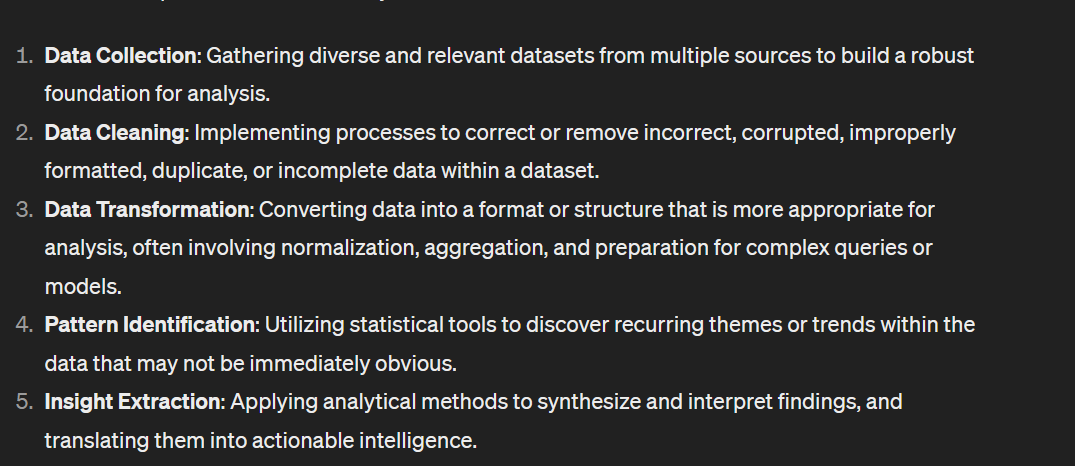 1. Data Collection: Gathering diverse and relevant datasets from multiple sources to build a robust
foundation for analysis.
2. Data Cleaning: Implementing processes to correct or remove incorrect, corrupted, improperly
formatted, duplicate, or incomplete data within a dataset.
3. Data Transformation: Converting data into a format or structure that is more appropriate for
analysis, often involving normalization, aggregation, and preparation for complex queries or
models.
4. Pattern Identification: Utilizing statistical tools to discover recurring themes or trends within the
data that may not be immediately obvious.
5. Insight Extraction: Applying analytical methods to synthesize and interpret findings, and
translating them into actionable intelligence.